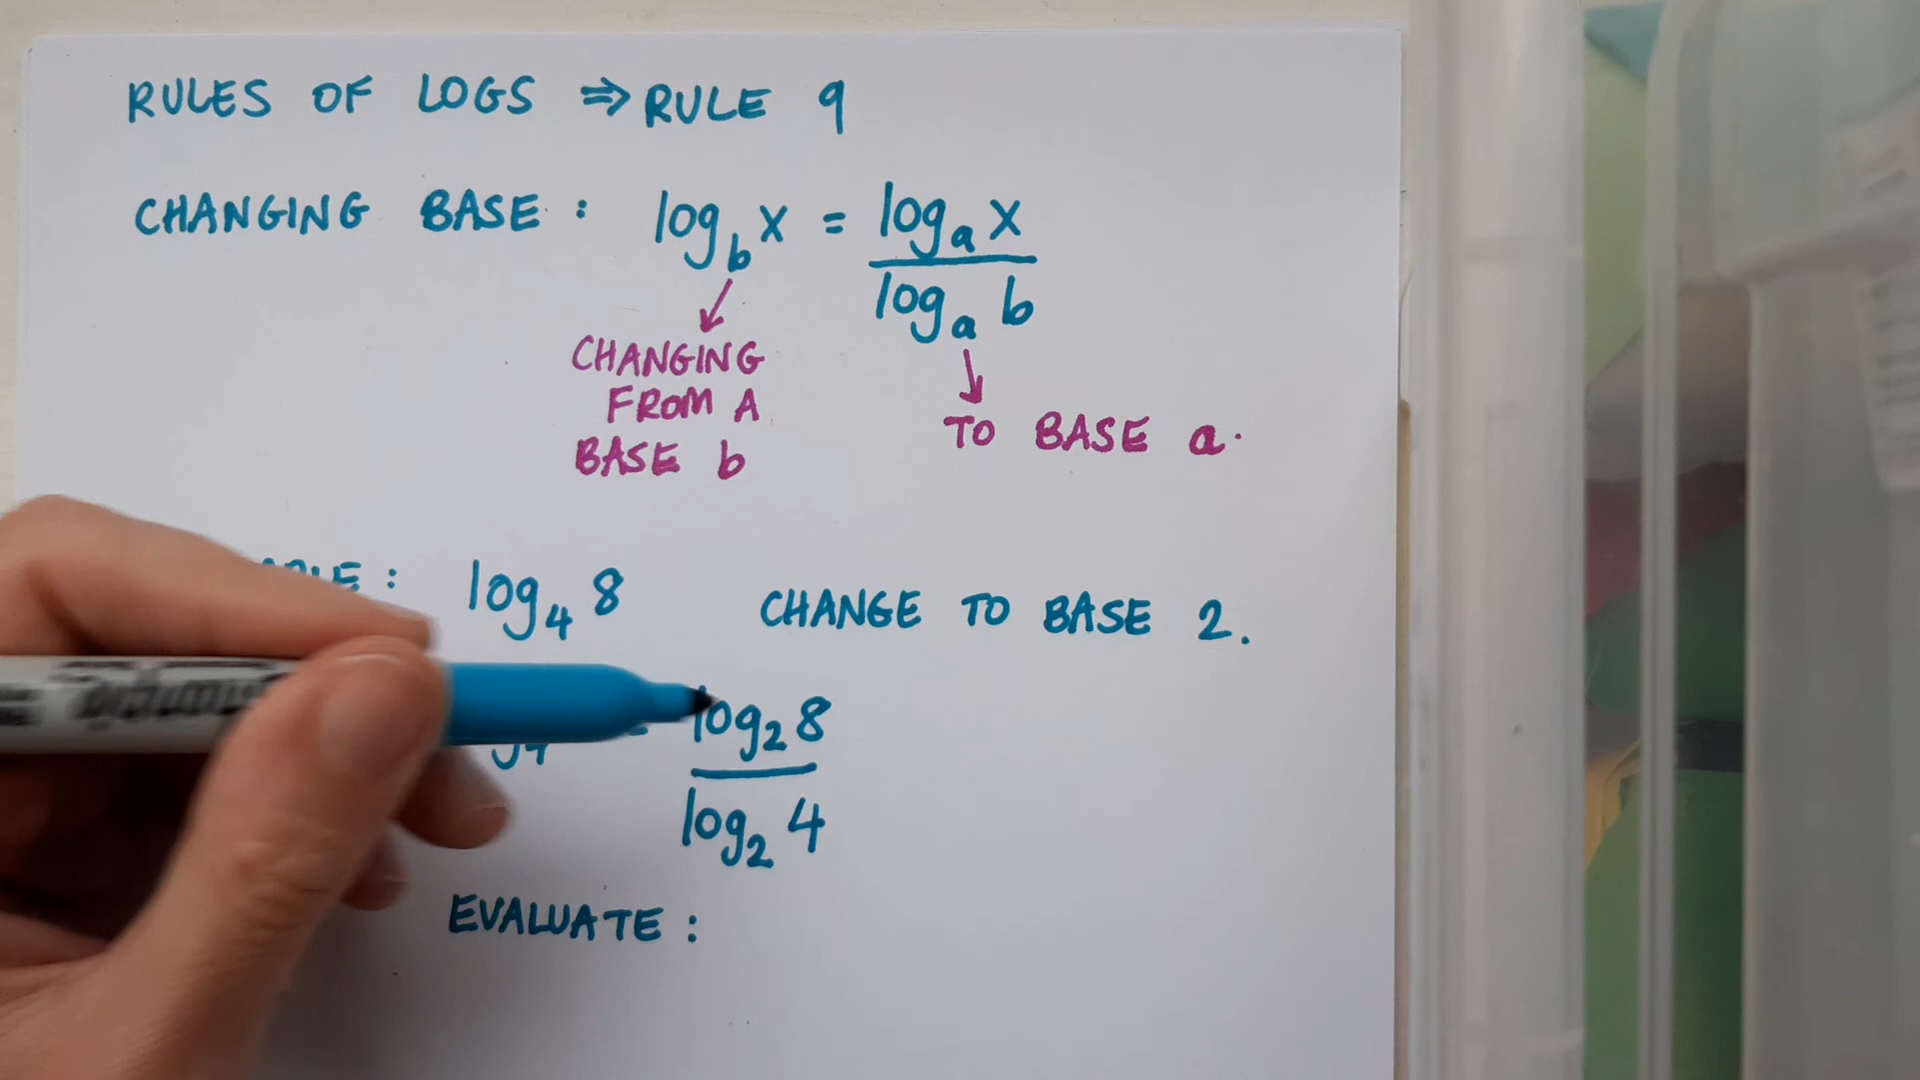 RULES OF LOGS ⇒ RULE 9
CHANGING BASE : log_b x = log_a x / log_a b
CHANGING FROM A BASE b
TO BASE a.
: log_4 8 CHANGE TO BASE 2.
log_2 8 / log_2 4
EVALUATE :